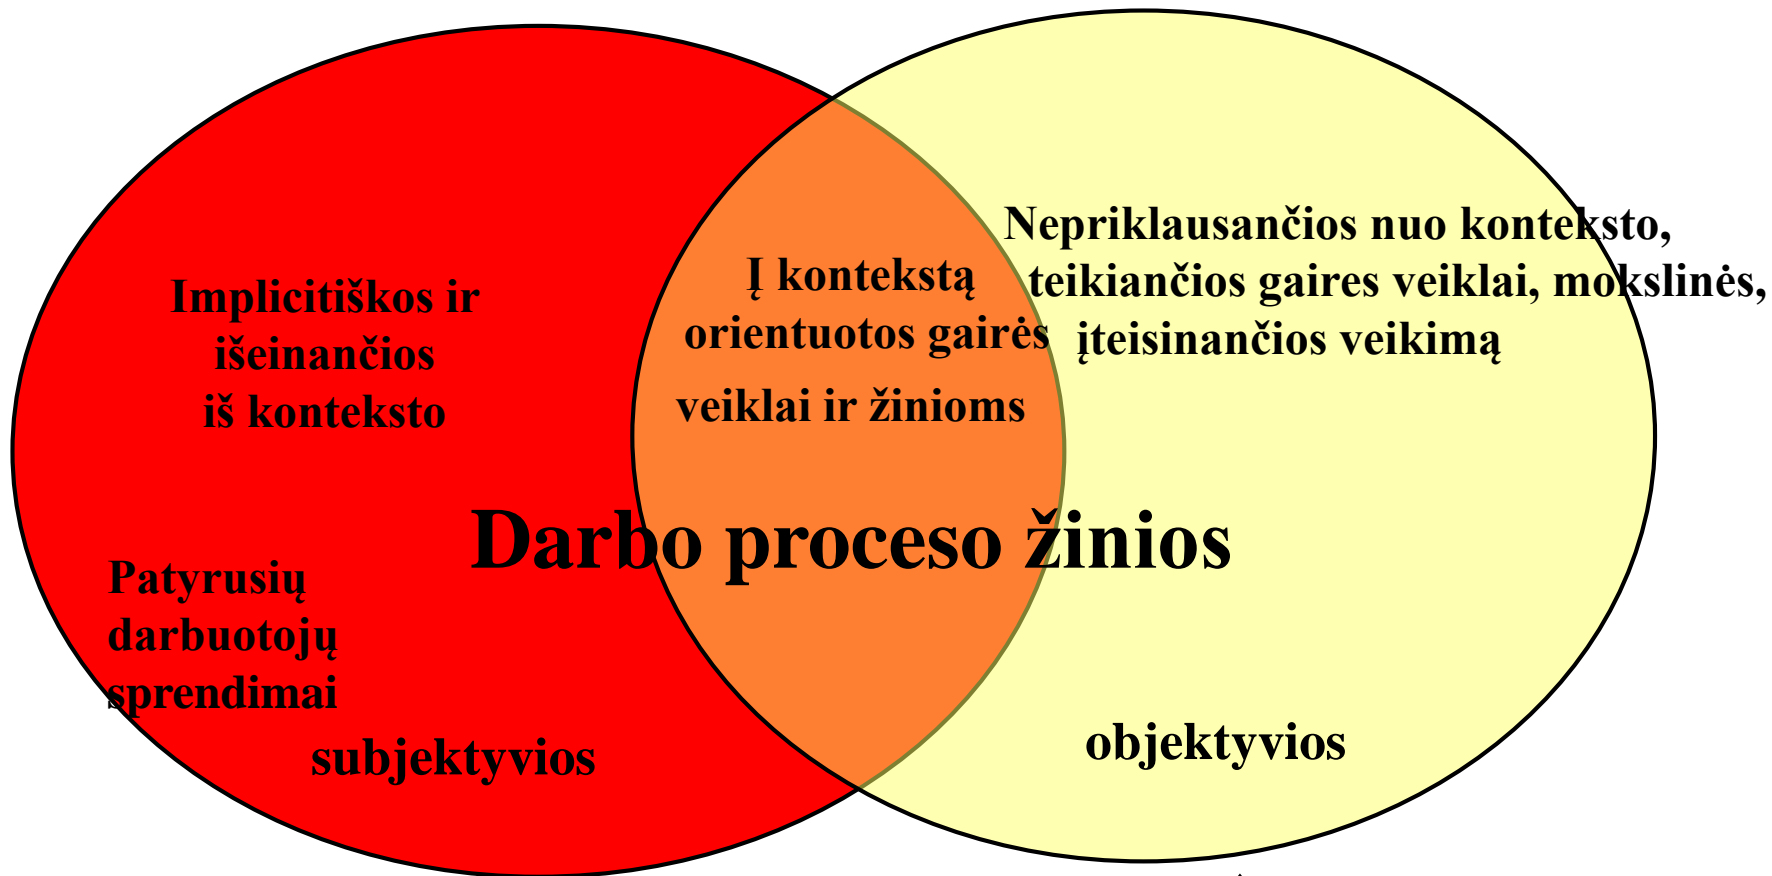 Implicitiškos ir
išeinančios
iš konteksto
Į kontekstą
orientuotos gairės
veiklai ir žinioms
Nepriklausančios nuo konteksto,
teikiančios gaires veiklai, mokslinės,
įteisinančios veikimą
Darbo proceso žinios
Patyrusių
darbuotojų
sprendimai
subjektyvios
objektyvios